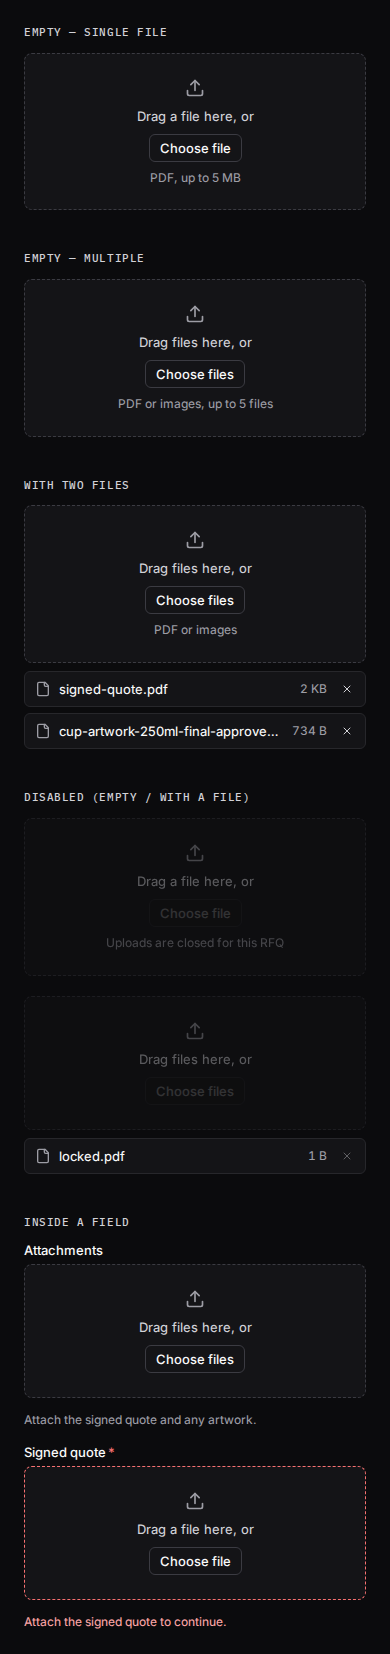 EMPTY — SINGLE FILE
Drag a file here, or
Choose file
PDF, up to 5 MB
EMPTY — MULTIPLE
Drag files here, or
Choose files
PDF or images, up to 5 files
WITH TWO FILES
Drag files here, or
Choose files
PDF or images
signed-quote.pdf 2 KB ×
cup-artwork-250ml-final-approve... 734 B ×
DISABLED (EMPTY / WITH A FILE)
Drag a file here, or
Choose file
Uploads are closed for this RFQ
Drag files here, or
Choose files
locked.pdf 1 B ×
INSIDE A FIELD
Attachments
Drag files here, or
Choose files
Attach the signed quote and any artwork.
Signed quote *
Drag a file here, or
Choose file
Attach the signed quote to continue.